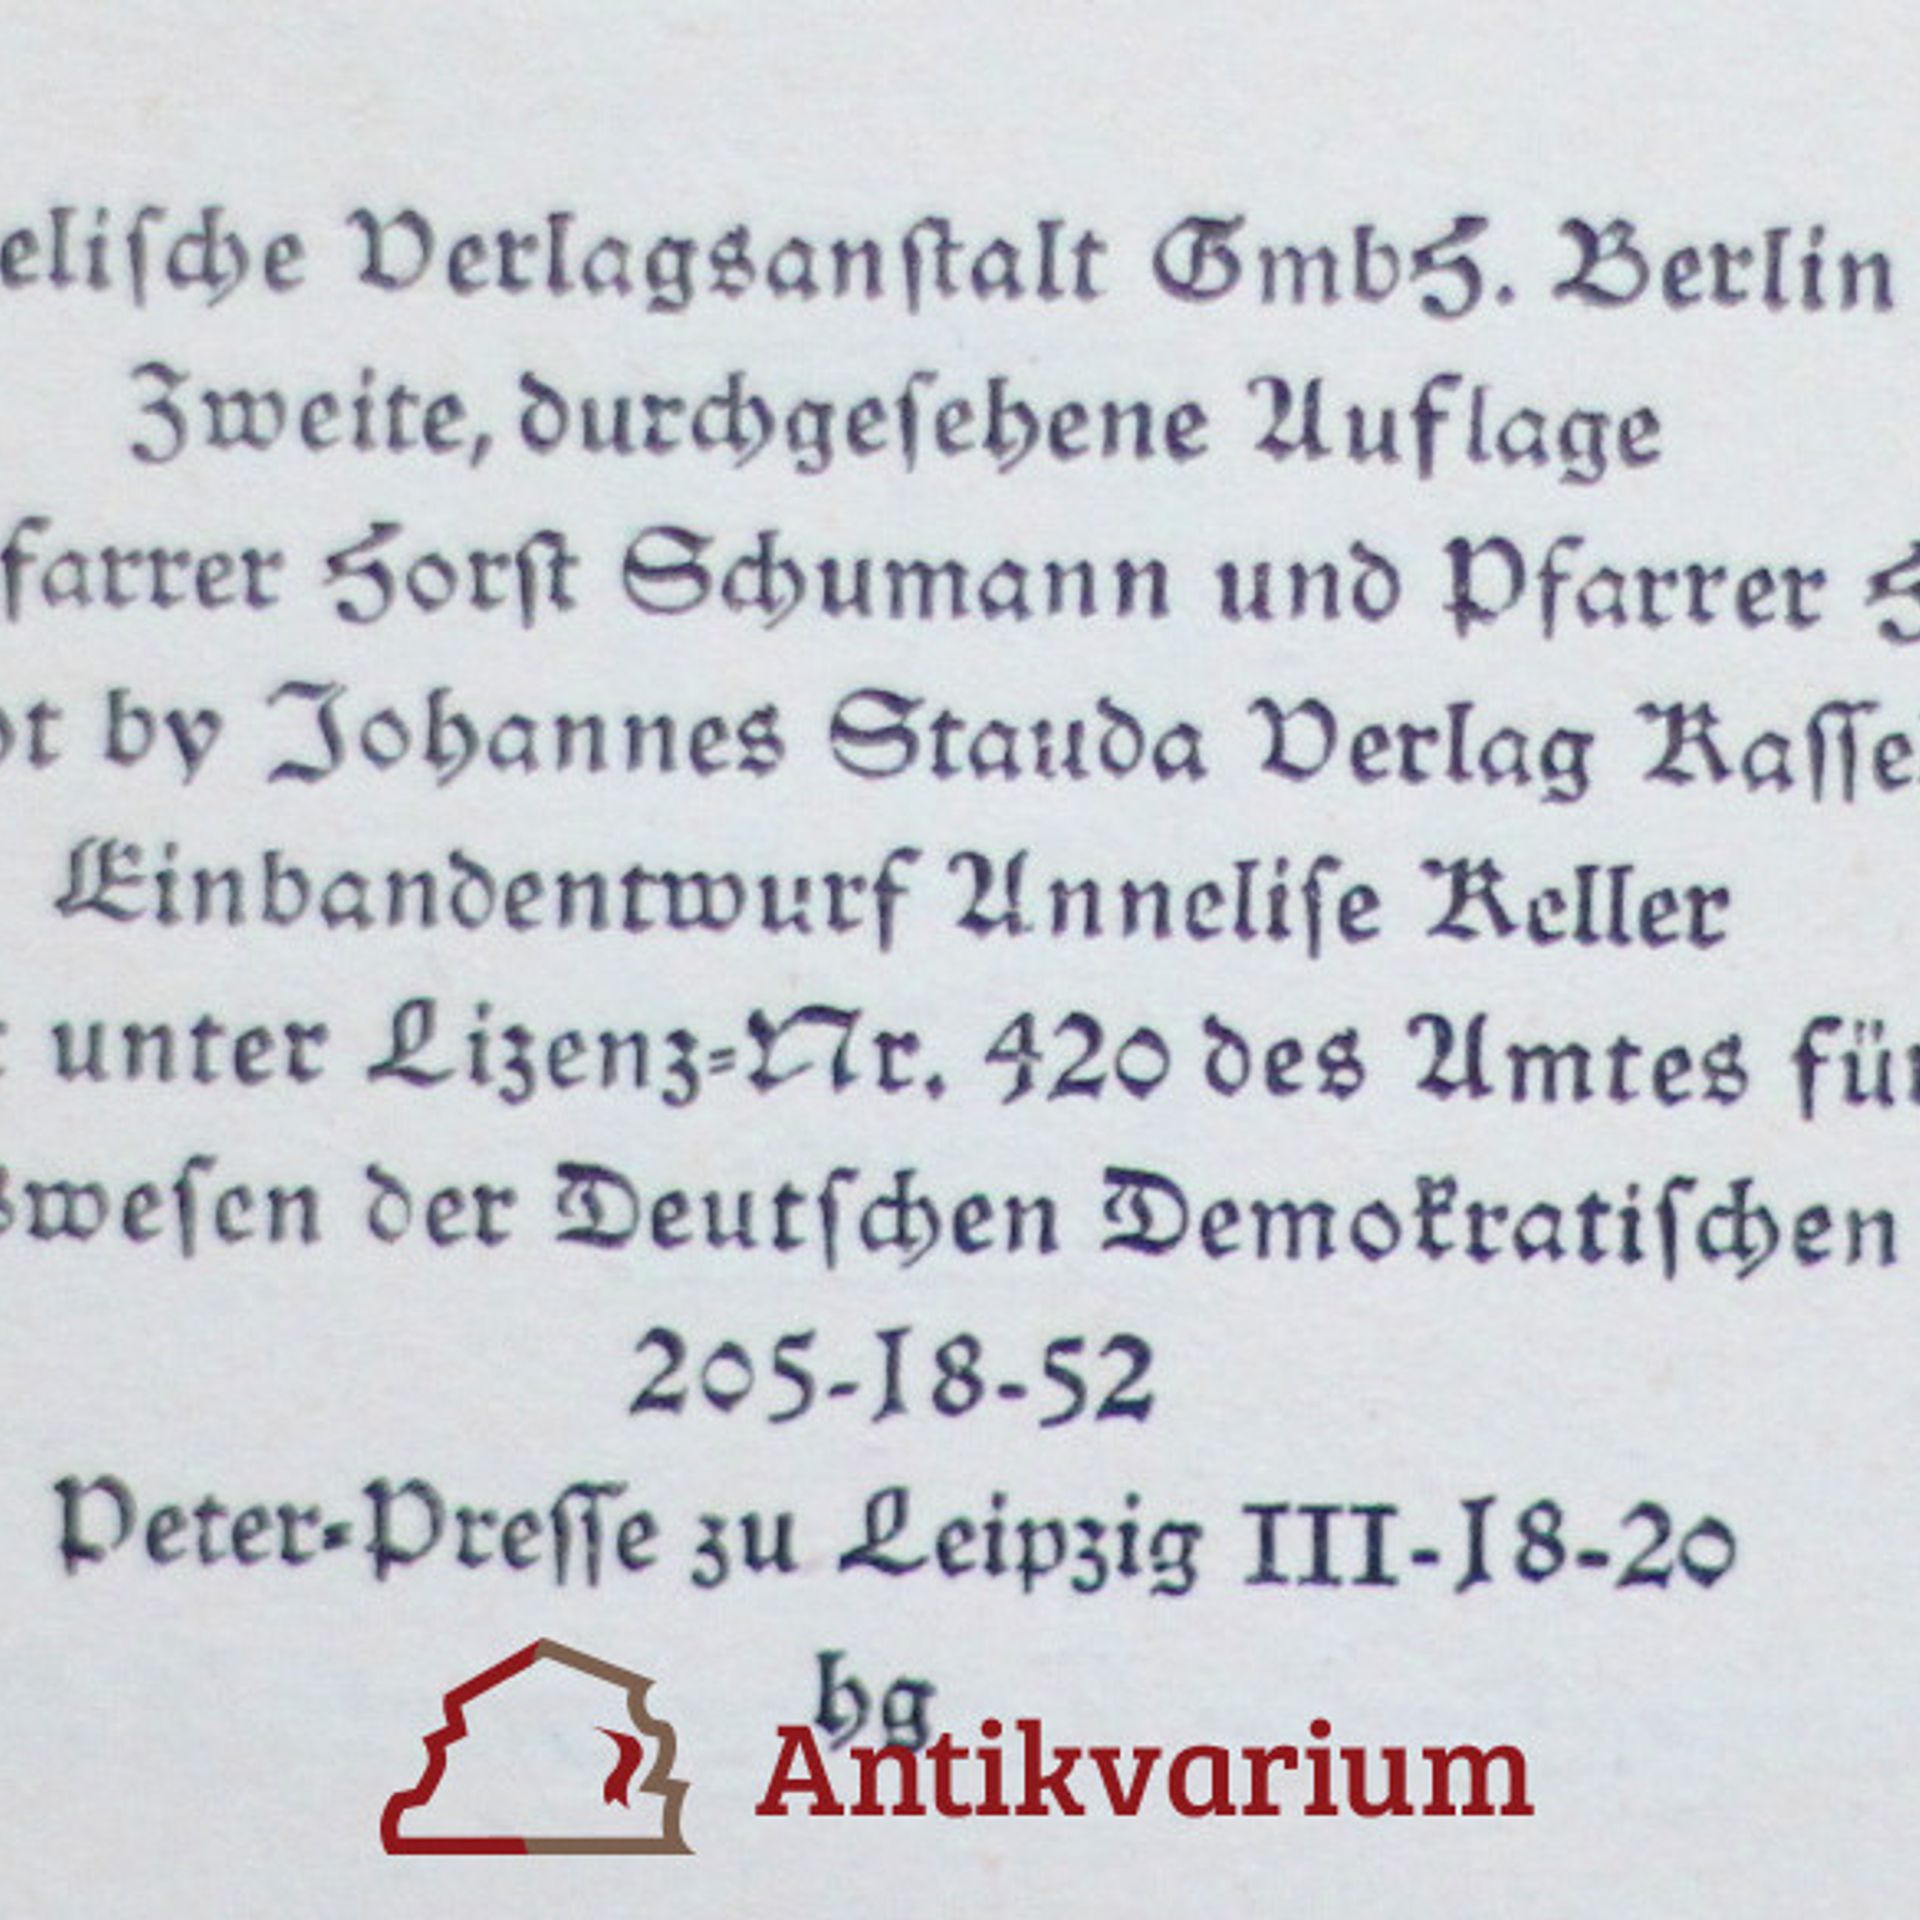 elische Verlagsanstalt GmbH. Berlin
Zweite, durchgesehene Auflage
farrer Horst Schumann und Pfarrer H
t by Johannes Stauda Verlag Kasse
Einbandentwurf Annelise Keller
unter Lizenz=Nr. 420 des Amtes für
swesen der Deutschen Demokratischen
205-18-52
Peter-Presse zu Leipzig III-18-20
hg
Antikvarium